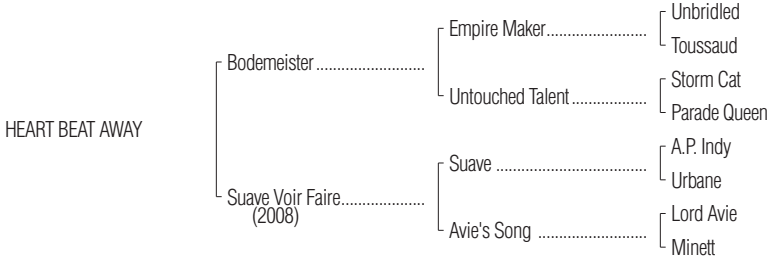 Unbridled
Empire Maker..........................
Toussaud
Bodemeister...........................
Storm Cat
Untouched Talent....................
Parade Queen
HEART BEAT AWAY
A.P. Indy
Suave ......................................
Urbane
Suave Voir Faire.....................
(2008)
Lord Avie
Avie's Song ...........................
Minett